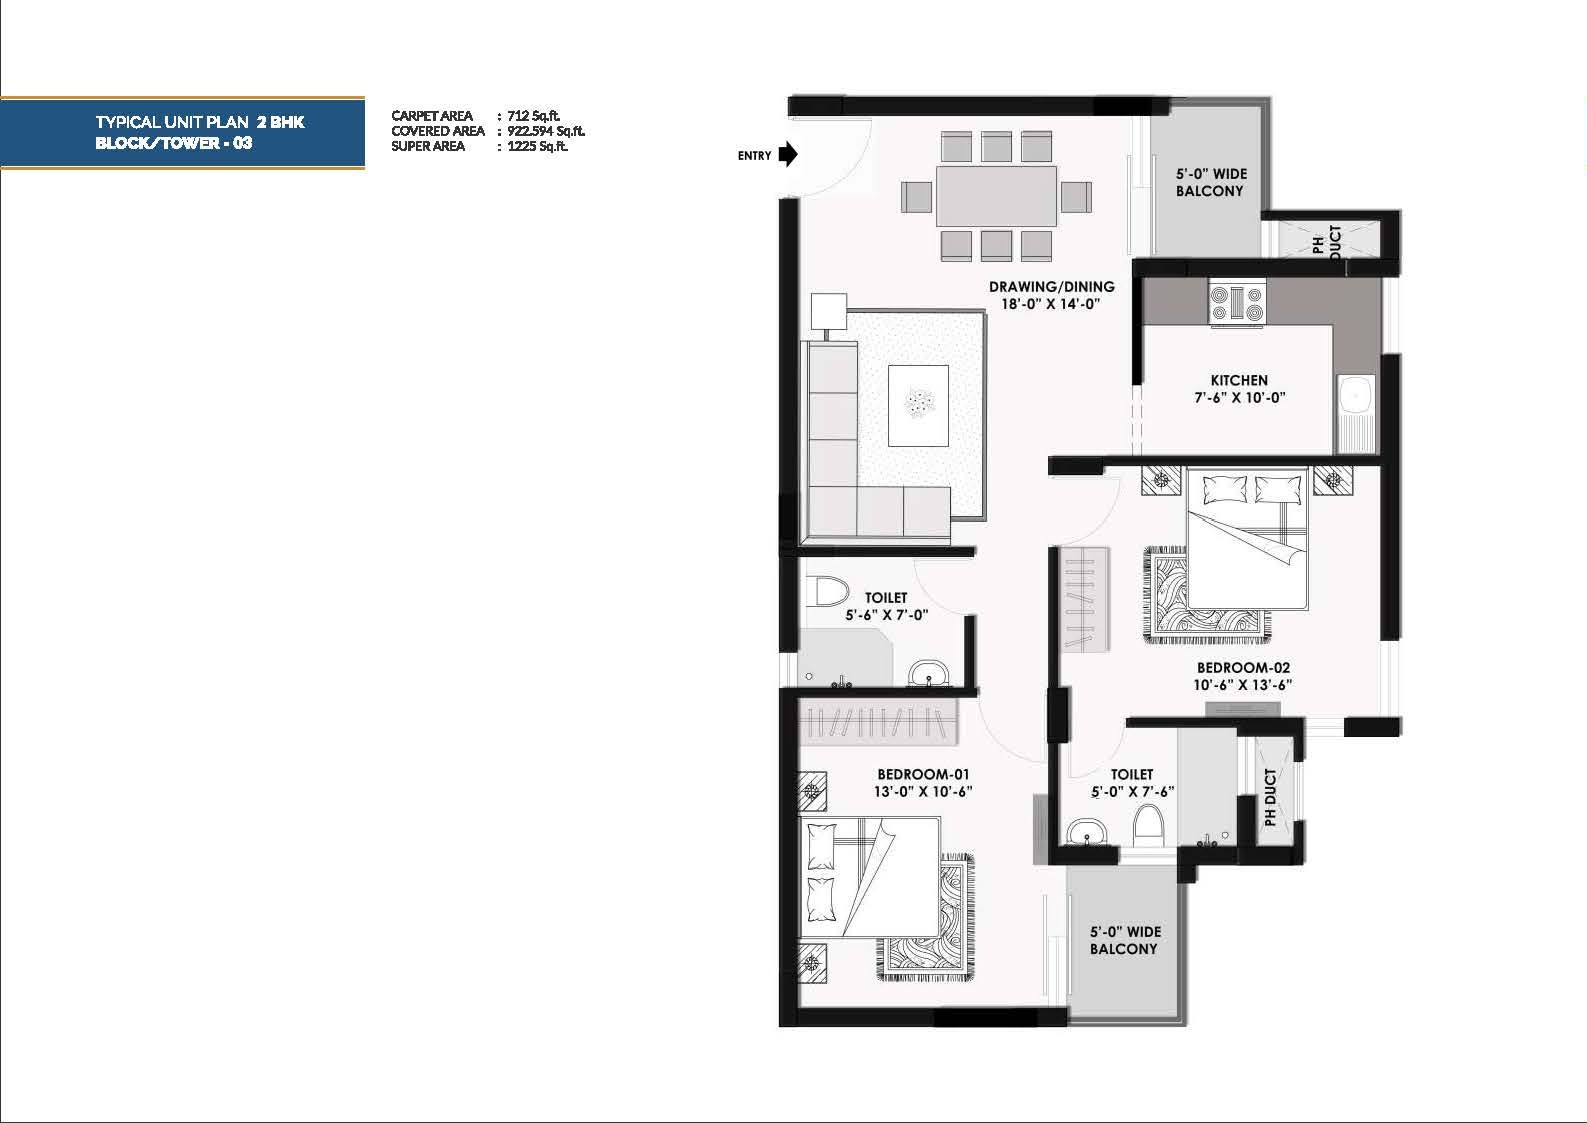 TYPICAL UNIT PLAN 2 BHK
BLOCK/TOWER - 03
CARPET AREA : 712 Sq.ft.
COVERED AREA : 922.594 Sq.ft.
SUPER AREA : 1225 Sq.ft.
ENTRY
5'-0" WIDE
BALCONY
PH
DUCT
DRAWING/DINING
18'-0" X 14'-0"
KITCHEN
7'-6" X 10'-0"
TOILET
5'-6" X 7'-0"
BEDROOM-02
10'-6" X 13'-6"
BEDROOM-01
13'-0" X 10'-6"
TOILET
5'-0" X 7'-6"
PH DUCT
5'-0" WIDE
BALCONY